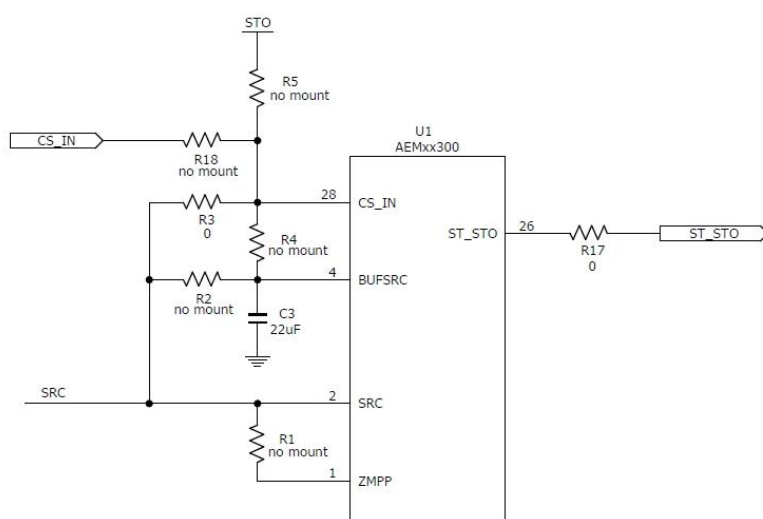 STO
R5
no mount
U1
AEMxx300
CS_IN
R18
no mount
28
CS_IN
R3
0
R4
no mount
26
ST_STO
ST_STO
R17
0
4
BUFSRC
R2
no mount
C3
22uF
SRC
2
SRC
R1
no mount
1
ZMPP